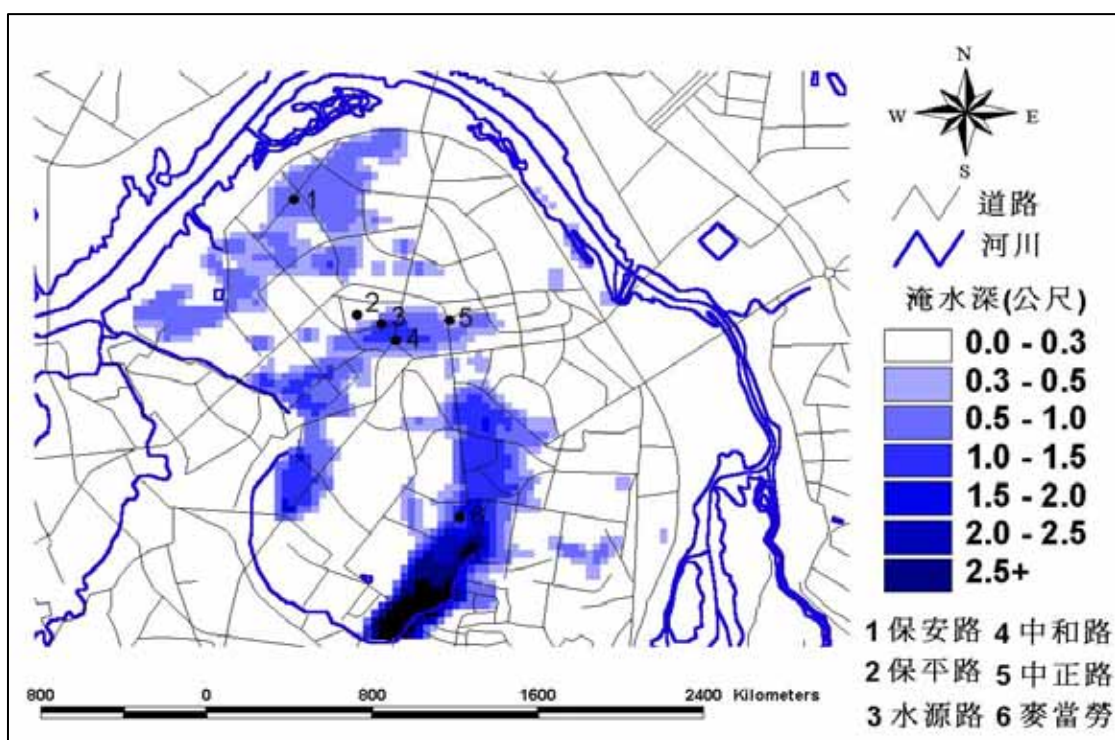 N
W E
S
道路
河川
淹水深(公尺)
0.0 - 0.3
0.3 - 0.5
0.5 - 1.0
1.0 - 1.5
1.5 - 2.0
2.0 - 2.5
2.5+
1
2
3
4
5
6
1 保安路 4 中和路
2 保平路 5 中正路
3 水源路 6 麥當勞
800 0 800 1600 2400 Kilometers